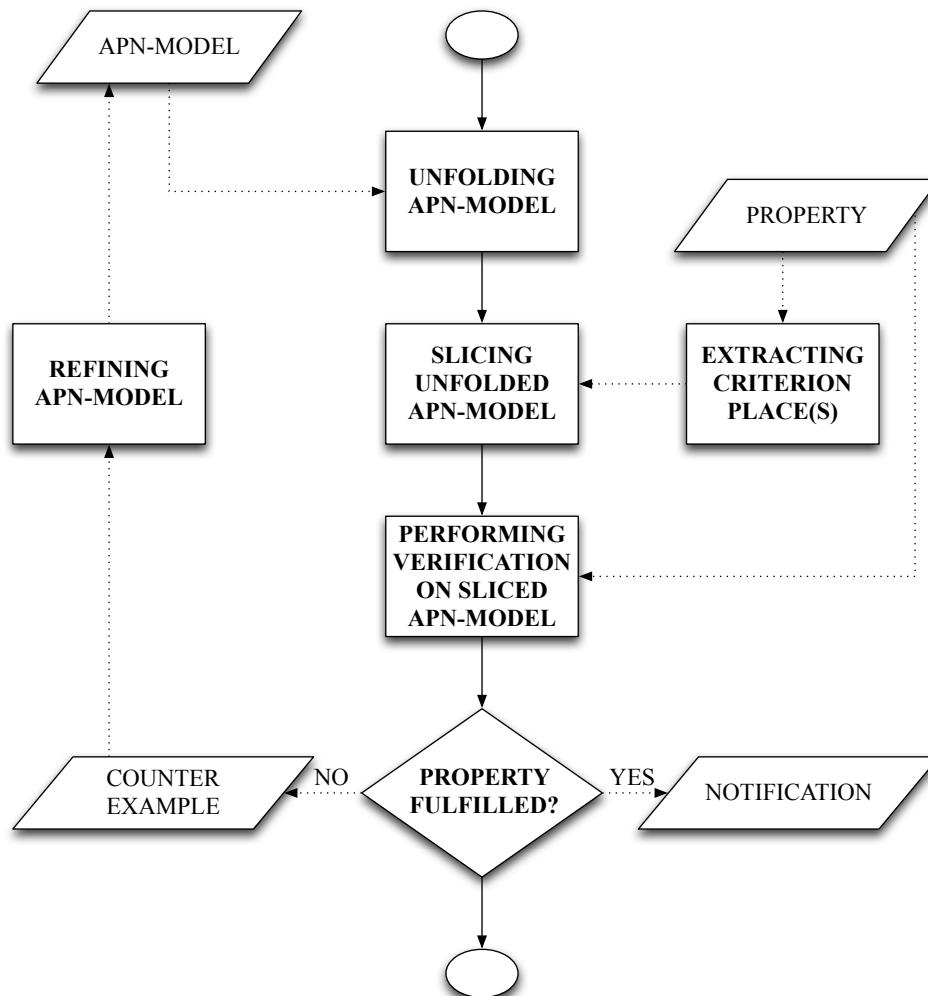 APN-MODEL
UNFOLDING
APN-MODEL
PROPERTY
REFINING
APN-MODEL
SLICING
UNFOLDED
APN-MODEL
EXTRACTING
CRITERION
PLACE(S)
PERFORMING
VERIFICATION
ON SLICED
APN-MODEL
COUNTER
EXAMPLE
NO
PROPERTY
FULFILLED?
YES
NOTIFICATION